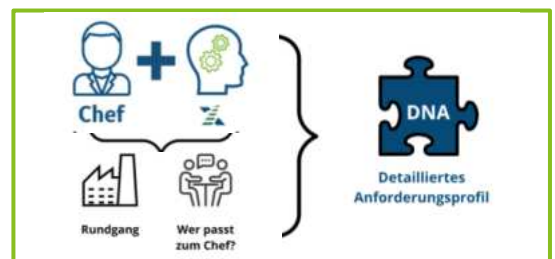 Chef
DNA
Detailliertes
Anforderungsprofil
Rundgang
Wer passt
zum Chef?